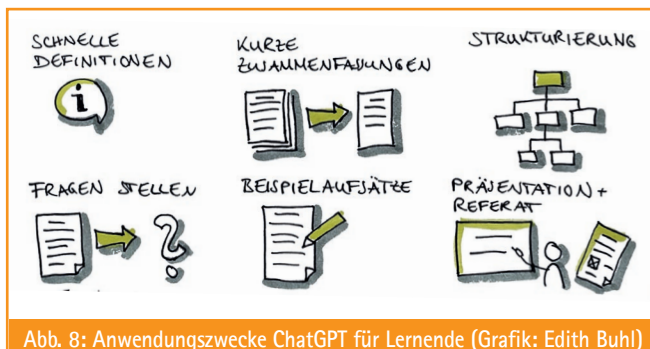 SCHNELLE
DEFINITIONEN
i
KURZE
ZUSAMMENFASSUNGEN
STRUKTURIERUNG
FRAGEN STELLEN
?
BEISPIELAUFSÄTZE
PRÄSENTATION +
REFERAT
Abb. 8: Anwendungszwecke ChatGPT für Lernende (Grafik: Edith Buhl)